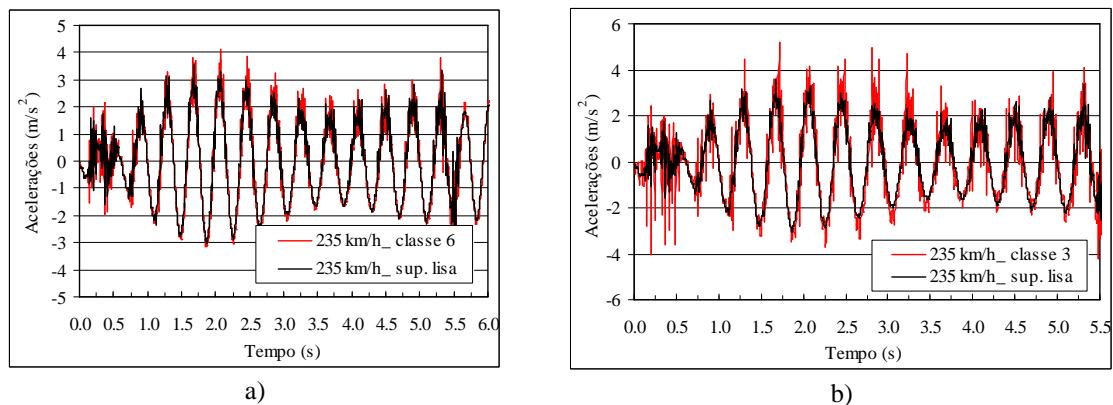 5
4
3
2
1
0
-1
-2
-3
-4
-5
Acelerações (m/s²)
235 km/h_ classe 6
235 km/h_ sup. lisa
0.0 0.5 1.0 1.5 2.0 2.5 3.0 3.5 4.0 4.5 5.0 5.5 6.0
Tempo (s)
a)
6
4
2
0
-2
-4
-6
Acelerações (m/s²)
235 km/h_ classe 3
235 km/h_ sup. lisa
0.0 0.5 1.0 1.5 2.0 2.5 3.0 3.5 4.0 4.5 5.0 5.5
Tempo (s)
b)